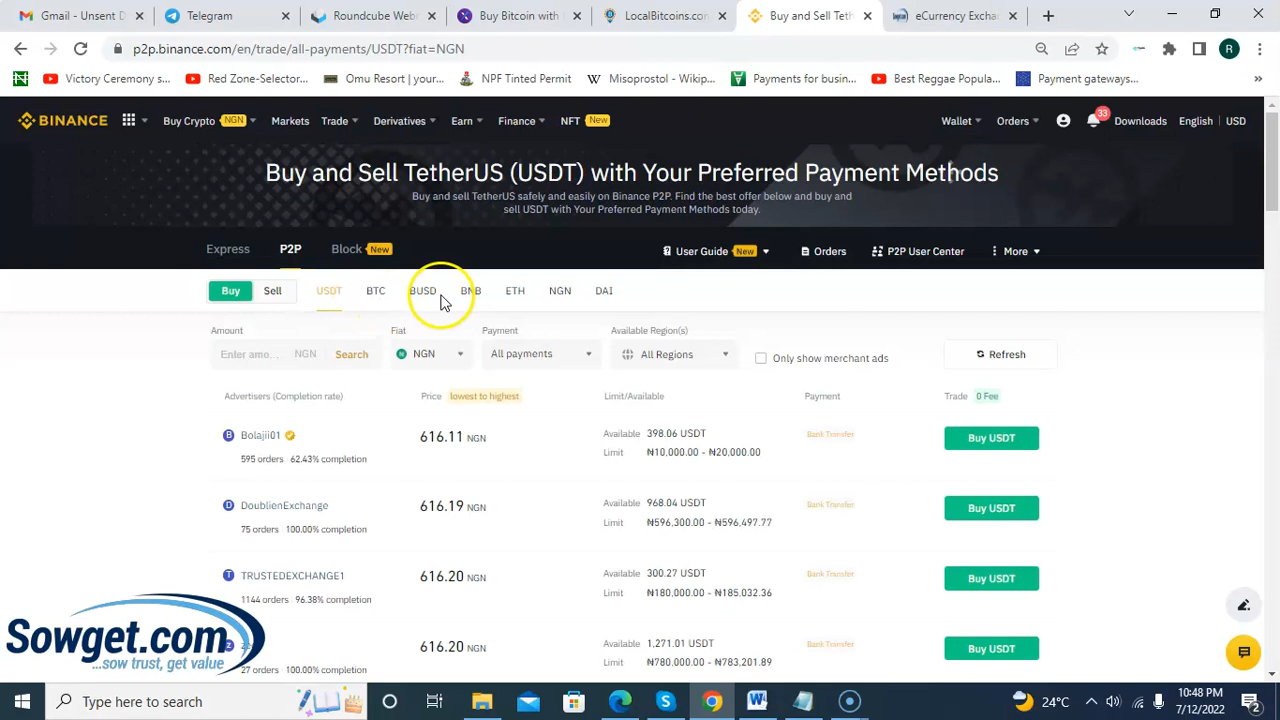 Gmail - Unsent D
Telegram
Roundcube Web
Buy Bitcoin with
LocalBitcoins.com
Buy and Sell Teth
eCurrency Excha
p2p.binance.com/en/trade/all-payments/USDT?fiat=NGN
R
Victory Ceremony s...
Red Zone-Selector...
Omu Resort | your...
NPF Tinted Permit
W Misoprostol - Wikip...
Payments for busin...
Best Reggae Popula...
Payment gateways...
»
BINANCE
Buy Crypto NGN
Markets
Trade
Derivatives
Earn
Finance
NFT New
Wallet
Orders
33
Downloads
English | USD
Buy and Sell TetherUS (USDT) with Your Preferred Payment Methods
Buy and sell TetherUS safely and easily on Binance P2P. Find the best offer below and buy and
sell USDT with Your Preferred Payment Methods today.
Express
P2P
Block New
User Guide New
Orders
P2P User Center
More
Buy Sell USDT BTC BUSD BNB ETH NGN DAI
Amount Fiat Payment Available Region(s)
Enter amo... NGN Search NGN All payments All Regions Only show merchant ads Refresh
Advertisers (Completion rate) Price lowest to highest Limit/Available Payment Trade 0 Fee
B Bolajii01 616.11 NGN Available 398.06 USDT Bank Transfer Buy USDT
595 orders 62.43% completion Limit ₦10,000.00 - ₦20,000.00
D DoublienExchange 616.19 NGN Available 968.04 USDT Bank Transfer Buy USDT
75 orders 100.00% completion Limit ₦596,300.00 - ₦596,497.77
T TRUSTEDEXCHANGE1 616.20 NGN Available 300.27 USDT Bank Transfer Buy USDT
1144 orders 96.38% completion Limit ₦180,000.00 - ₦185,032.36
616.20 NGN Available 1,271.01 USDT Bank Transfer Buy USDT
27 orders 100.00% completion Limit ₦780,000.00 - ₦783,201.89
Sowget.com
...sow trust, get value
Type here to search
24°C
10:48 PM
7/12/2022
2